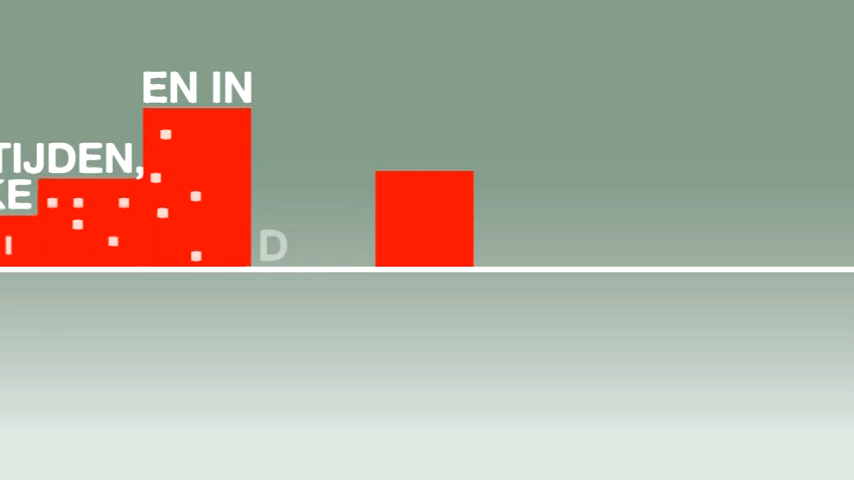 EN IN
TIJDEN,
KE
D